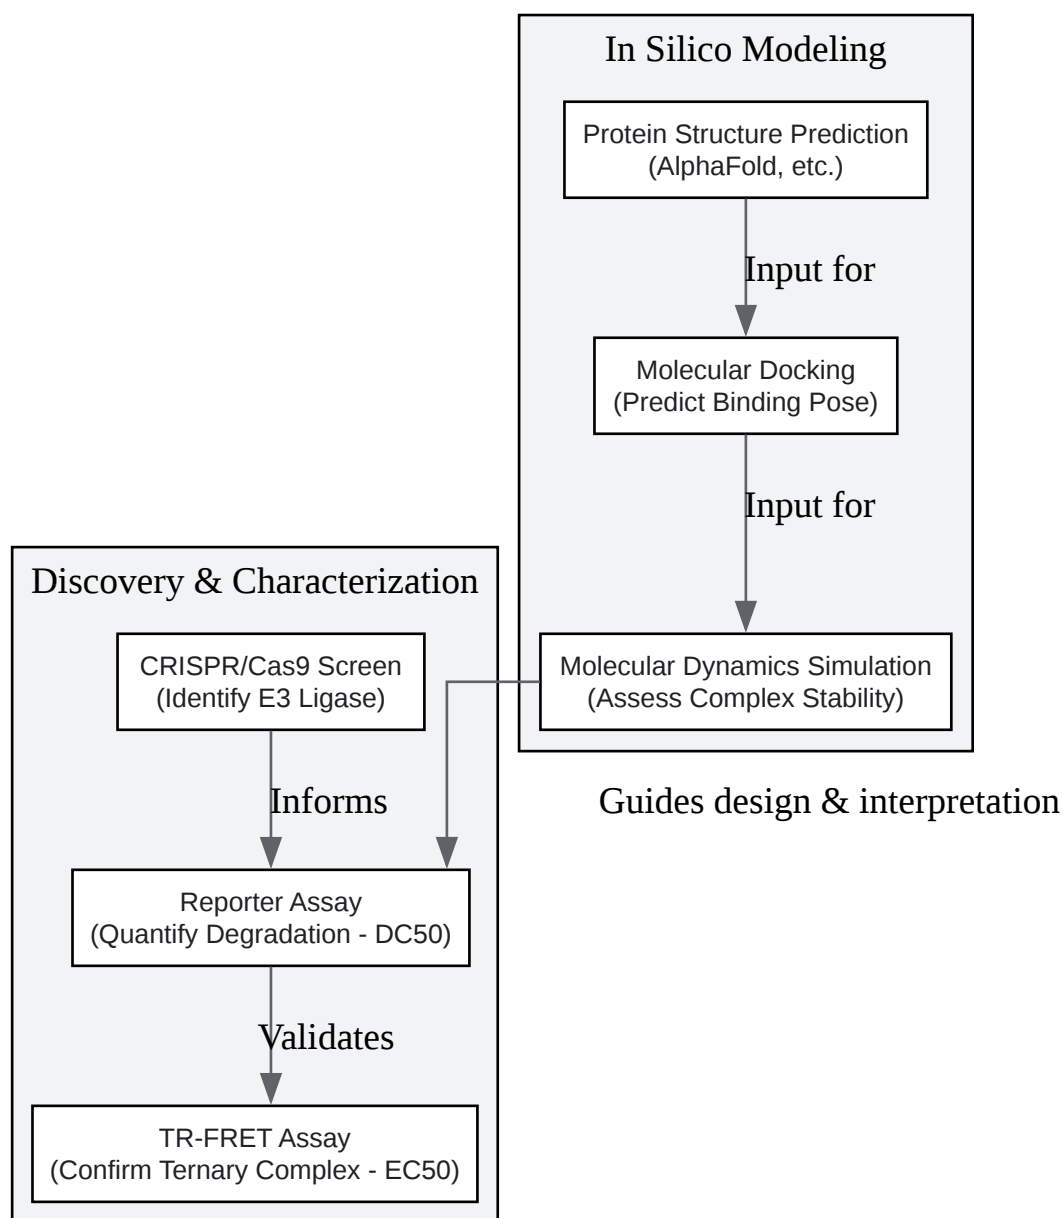 In Silico Modeling
Protein Structure Prediction
(AlphaFold, etc.)
Input for
Molecular Docking
(Predict Binding Pose)
Input for
Molecular Dynamics Simulation
(Assess Complex Stability)
Guides design & interpretation
Discovery & Characterization
CRISPR/Cas9 Screen
(Identify E3 Ligase)
Informs
Reporter Assay
(Quantify Degradation - DC50)
Validates
TR-FRET Assay
(Confirm Ternary Complex - EC50)